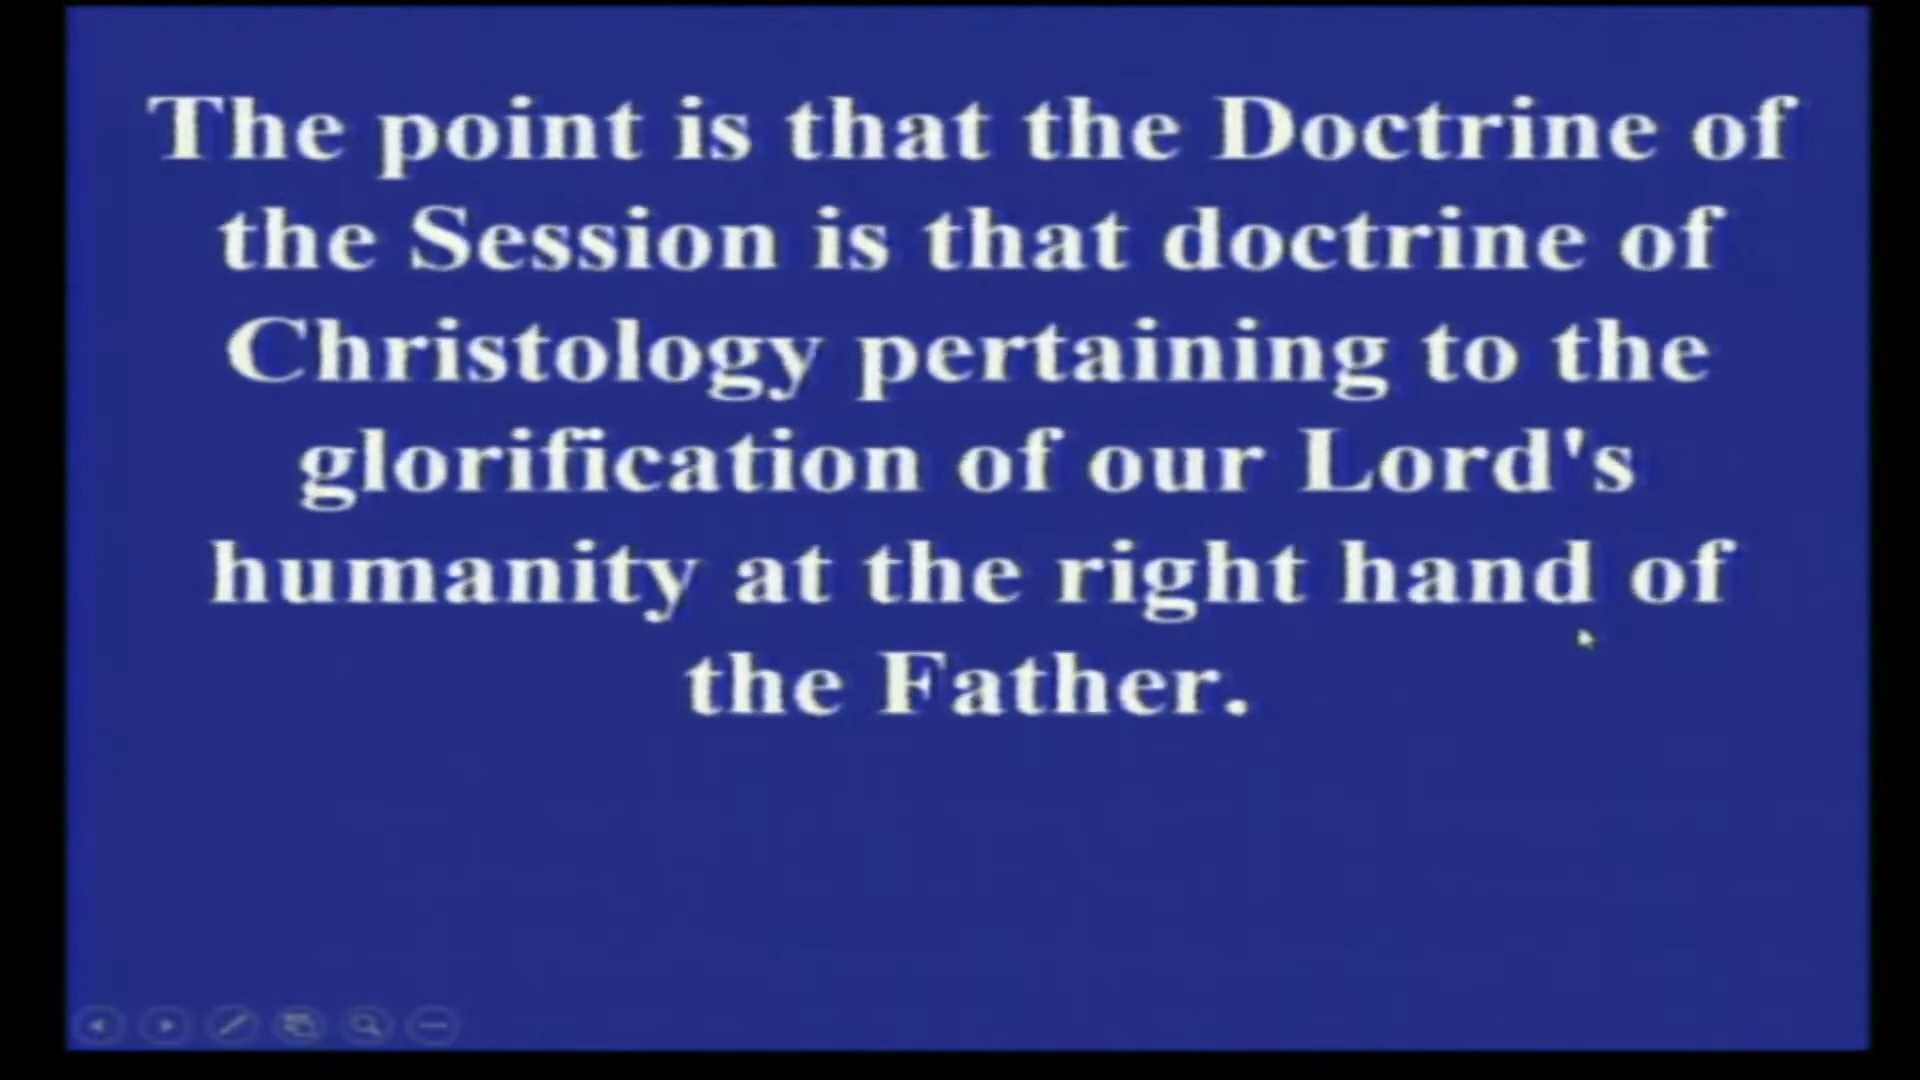 The point is that the Doctrine of
the Session is that doctrine of
Christology pertaining to the
glorification of our Lord's
humanity at the right hand of
the Father.